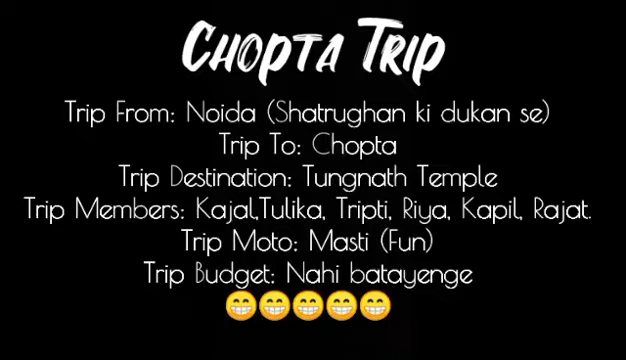 Chopta Trip
Trip From: Noida (Shatrughan ki dukan se)
Trip To: Chopta
Trip Destination: Tungnath Temple
Trip Members: Kajal,Tulika, Tripti, Riya, Kapil, Rajat.
Trip Moto: Masti (Fun)
Trip Budget: Nahi batayenge
😁😁😁😁😁